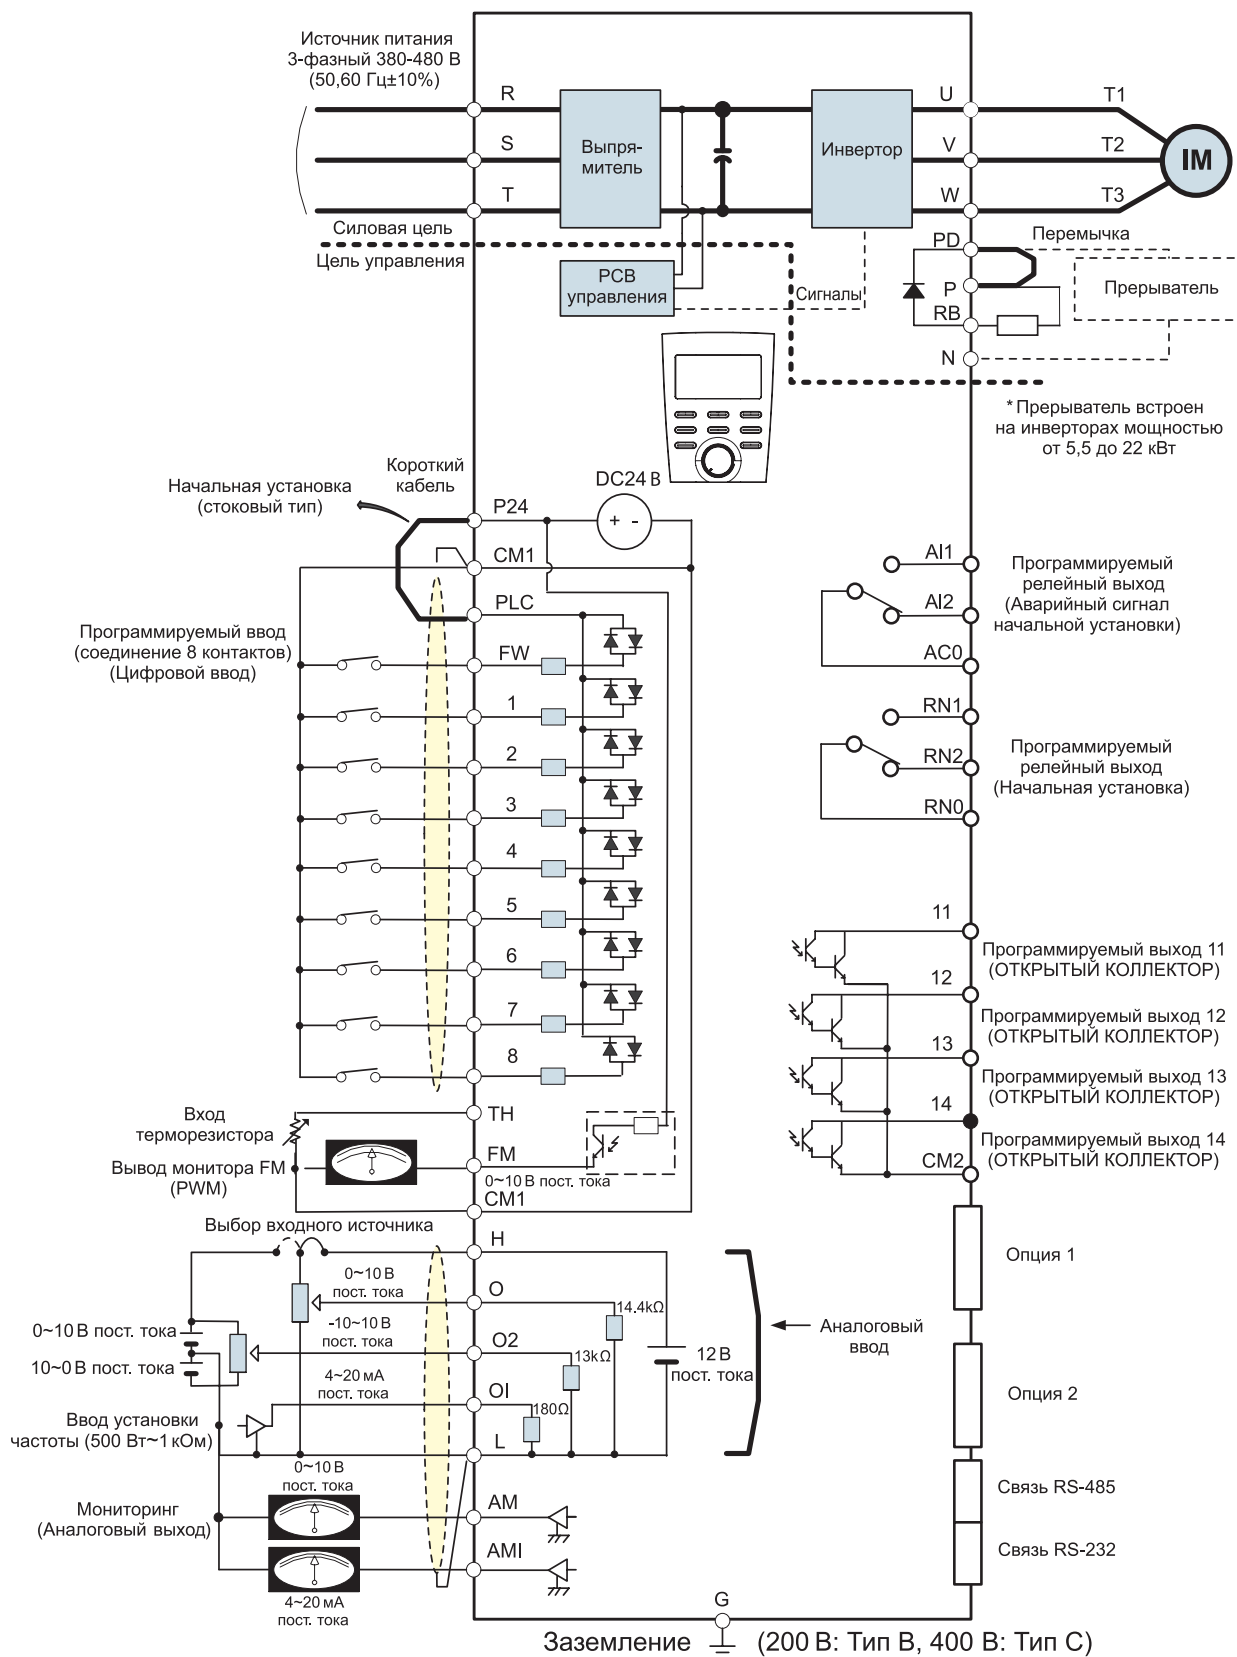 Источник питания
3-фазный 380-480 В
(50,60 Гц±10%)
R
S
T
Выпря-
митель
Инвертор
U
V
W
T1
T2
T3
IM
Силовая цель
Цель управления
PCB
управления
Сигналы
PD
P
RB
N
Перемычка
Прерыватель
* Прерыватель встроен
на инверторах мощностью
от 5,5 до 22 кВт
Короткий
кабель
Начальная установка
(стоковый тип)
P24
DC24 В
+ -
CM1
PLC
Программируемый ввод
(соединение 8 контактов)
(Цифровой ввод)
FW
1
2
3
4
5
6
7
8
AI1
AI2
AC0
Программируемый
релейный выход
(Аварийный сигнал
начальной установки)
RN1
RN2
RN0
Программируемый
релейный выход
(Начальная установка)
11
Программируемый выход 11
(ОТКРЫТЫЙ КОЛЛЕКТОР)
12
Программируемый выход 12
(ОТКРЫТЫЙ КОЛЛЕКТОР)
13
Программируемый выход 13
(ОТКРЫТЫЙ КОЛЛЕКТОР)
14
Программируемый выход 14
(ОТКРЫТЫЙ КОЛЛЕКТОР)
CM2
Вход
терморезистора
TH
Вывод монитора FM
(PWM)
FM
0~10 В пост. тока
CM1
Выбор входного источника
H
0~10 В
пост. тока
O
-10~10 В
пост. тока
O2
4~20 мА
пост. тока
OI
L
14.4kΩ
13kΩ
180Ω
12 В
пост. тока
Аналоговый
ввод
0~10 В пост. тока
10~0 В пост. тока
Ввод установки
частоты (500 Вт~1 кОм)
0~10 В
пост. тока
Мониторинг
(Аналоговый выход)
AM
AMI
4~20 мА
пост. тока
Опция 1
Опция 2
Связь RS-485
Связь RS-232
G
Заземление (200 В: Тип B, 400 В: Тип C)